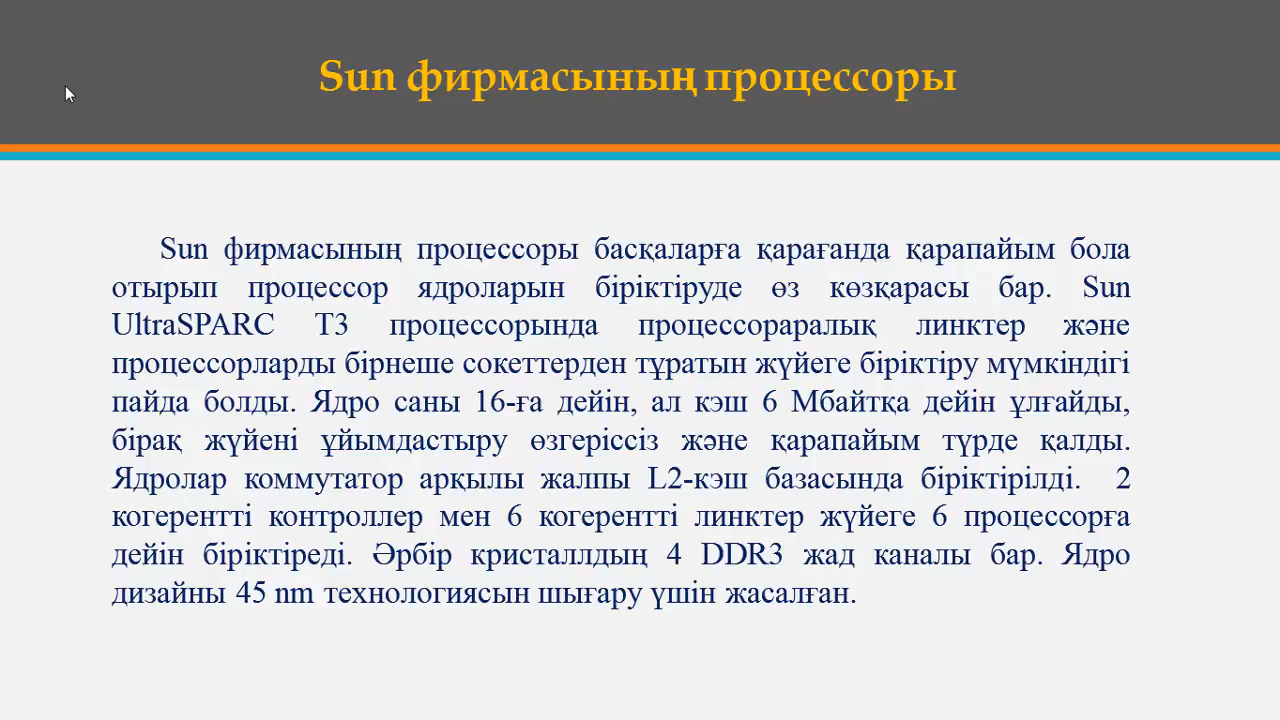 Sun фирмасының процессоры
Sun фирмасының процессоры басқаларға қарағанда қарапайым бола
отырып процессор ядроларын біріктіруде өз көзқарасы бар. Sun
UltraSPARC T3 процессорында процессораралық линктер және
процессорларды бірнеше сокеттерден тұратын жүйеге біріктіру мүмкіндігі
пайда болды. Ядро саны 16-ға дейін, ал кэш 6 Мбайтқа дейін ұлғайды,
бірақ жүйені ұйымдастыру өзгеріссіз және қарапайым түрде қалды.
Ядролар коммутатор арқылы жалпы L2-кэш базасында біріктірілді. 2
когерентті контроллер мен 6 когерентті линктер жүйеге 6 процессорға
дейін біріктіреді. Әрбір кристаллдың 4 DDR3 жад каналы бар. Ядро
дизайны 45 nm технологиясын шығару үшін жасалған.